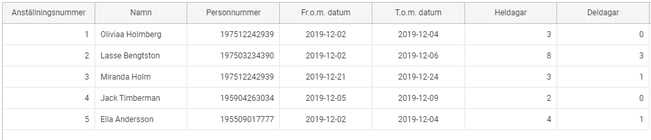 Anställningsnummer Namn Personnummer Fr.o.m. datum T.o.m. datum Heldagar Deldagar
1 Oliviaa Holmberg 197512242939 2019-12-02 2019-12-04 3 0
2 Lasse Bengtston 197503234390 2019-12-02 2019-12-06 8 3
3 Miranda Holm 197512242939 2019-12-21 2019-12-24 3 1
4 Jack Timberman 195904263034 2019-12-05 2019-12-09 2 0
5 Ella Andersson 195509017777 2019-12-02 2019-12-04 4 1